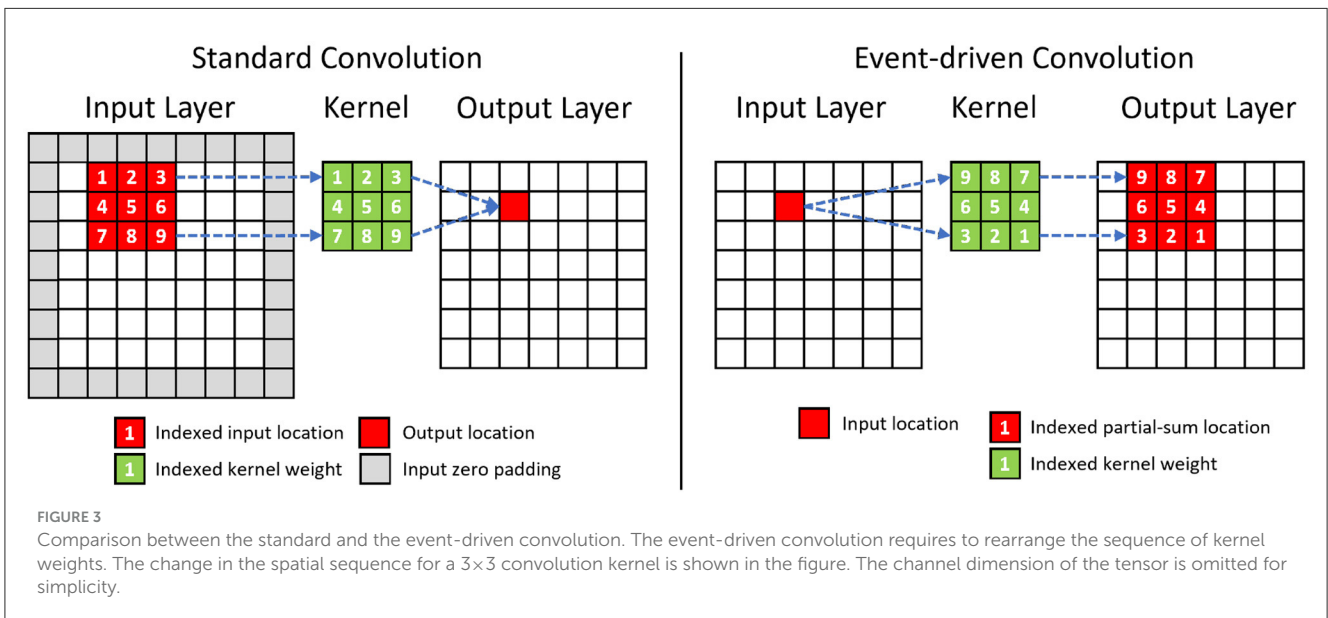 Standard Convolution
Input Layer
Kernel
Output Layer
1 2 3
4 5 6
7 8 9
1 2 3
4 5 6
7 8 9
1 Indexed input location
Output location
1 Indexed kernel weight
Input zero padding
Event-driven Convolution
Input Layer
Kernel
Output Layer
9 8 7
6 5 4
3 2 1
9 8 7
6 5 4
3 2 1
Input location
1 Indexed partial-sum location
1 Indexed kernel weight
FIGURE 3
Comparison between the standard and the event-driven convolution. The event-driven convolution requires to rearrange the sequence of kernel
weights. The change in the spatial sequence for a 3×3 convolution kernel is shown in the figure. The channel dimension of the tensor is omitted for
simplicity.